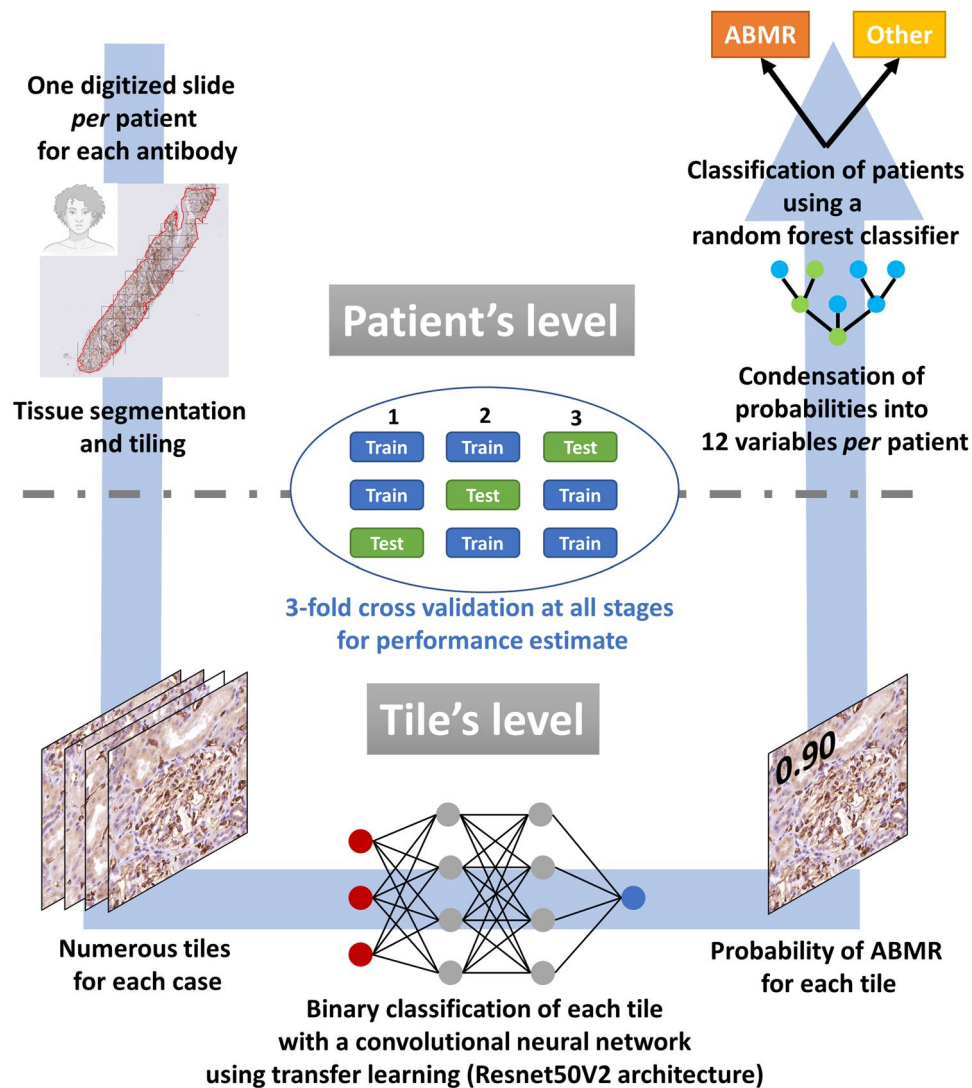 One digitized slide
per patient
for each antibody
Tissue segmentation
and tiling
ABMR
Other
Classification of patients
using a
random forest classifier
Condensation of
probabilities into
12 variables per patient
Patient's level
1 2 3
Train Train Test
Train Test Train
Test Train Train
3-fold cross validation at all stages
for performance estimate
Tile's level
Numerous tiles
for each case
Binary classification of each tile
with a convolutional neural network
using transfer learning (Resnet50V2 architecture)
0.90
Probability of ABMR
for each tile